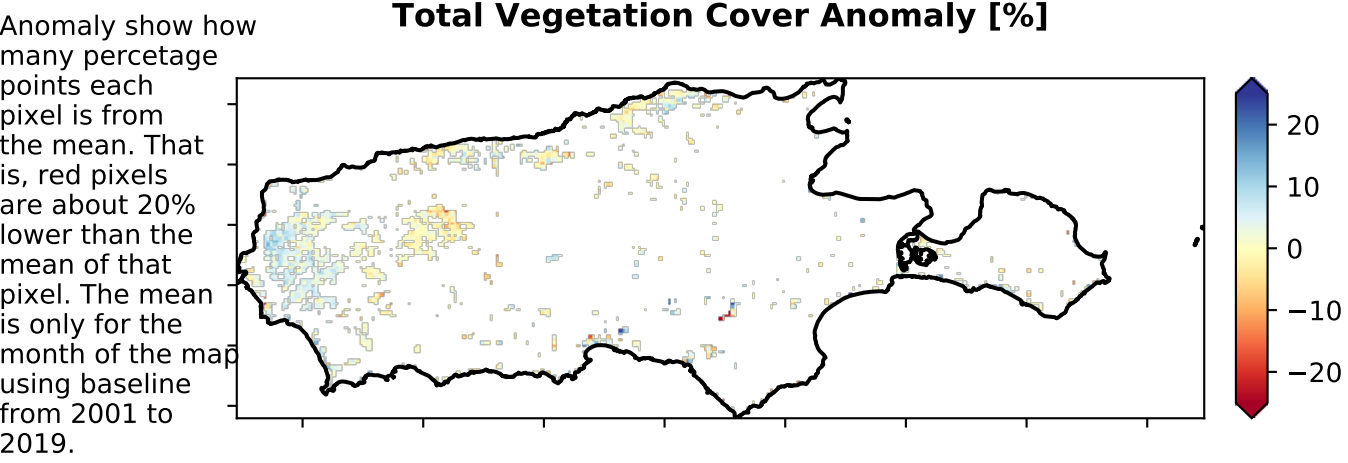 Total Vegetation Cover Anomaly [%]
Anomaly show how
many percetage
points each
pixel is from
the mean. That
is, red pixels
are about 20%
lower than the
mean of that
pixel. The mean
is only for the
month of the map
using baseline
from 2001 to
2019.
20
10
0
−10
−20